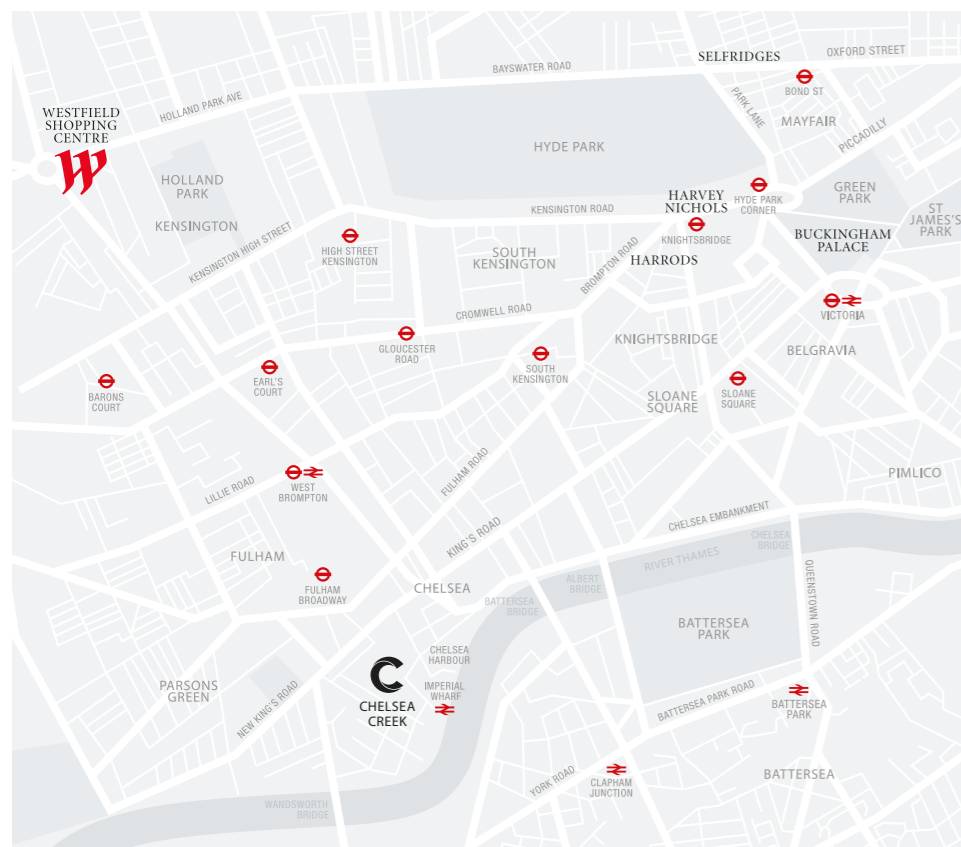 SELFRIDGES
OXFORD STREET
BAYSWATER ROAD
BOND ST
HOLLAND PARK AVE
PARK LANE
MAYFAIR
WESTFIELD
SHOPPING
CENTRE
PICCADILLY
HYDE PARK
HOLLAND
PARK
GREEN
PARK
HARVEY
NICHOLS
HYDE PARK
CORNER
ST
JAMES'S
PARK
KENSINGTON
KENSINGTON ROAD
KENSINGTON HIGH STREET
HIGH STREET
KENSINGTON
SOUTH
KENSINGTON
BROMPTON ROAD
KNIGHTSBRIDGE
BUCKINGHAM
PALACE
HARRODS
CROMWELL ROAD
VICTORIA
GLOUCESTER
ROAD
KNIGHTSBRIDGE
BELGRAVIA
BARONS
COURT
EARL'S
COURT
SOUTH
KENSINGTON
SLOANE
SQUARE
SLOANE
SQUARE
FULHAM ROAD
PIMLICO
LILLIE ROAD
WEST
BROMPTON
KING'S ROAD
CHELSEA EMBANKMENT
CHELSEA
BRIDGE
FULHAM
RIVER THAMES
ALBERT
BRIDGE
QUEENSTOWN ROAD
FULHAM
BROADWAY
CHELSEA
BATTERSEA
BRIDGE
BATTERSEA
PARK
CHELSEA
HARBOUR
PARSONS
GREEN
NEW KING'S ROAD
CHELSEA
CREEK
IMPERIAL
WHARF
BATTERSEA PARK ROAD
BATTERSEA
PARK
YORK ROAD
CLAPHAM
JUNCTION
BATTERSEA
WANDSWORTH
BRIDGE